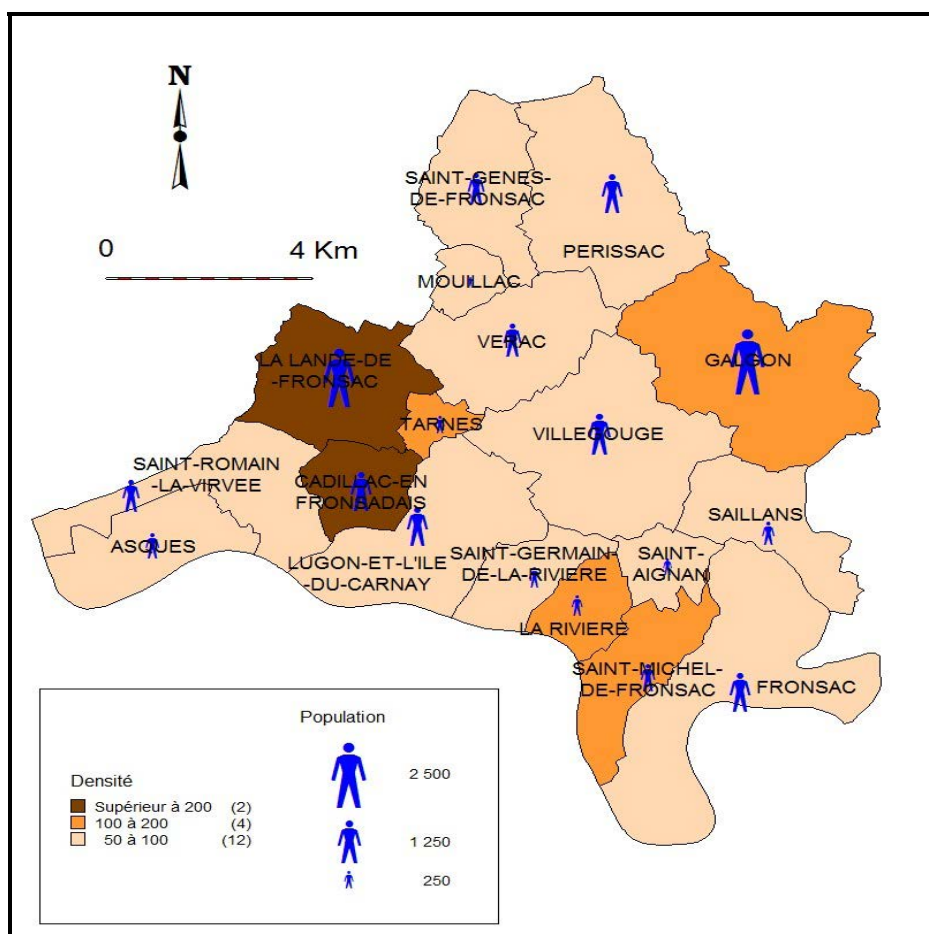 N
0 4 Km
SAINT-GENES-
DE-FRONSAC
PERISSAC
MOUILLAC
VERAC
LA LANDE-DE
-FRONSAC
GALGON
TARNES
VILLEGOUGE
SAINT-ROMAIN
-LA-VIRVEE
CADILLAC-EN
FRONSADAIS
SAILLANS
ASQUES
LUGON-ET-L'ILE
-DU-CARNAY
SAINT-GERMAIN-
DE-LA-RIVIERE
SAINT-
AIGNAN
LA RIVIERE
SAINT-MICHEL-
DE-FRONSAC
FRONSAC
Densité
Supérieur à 200 (2)
100 à 200 (4)
50 à 100 (12)
Population
2 500
1 250
250